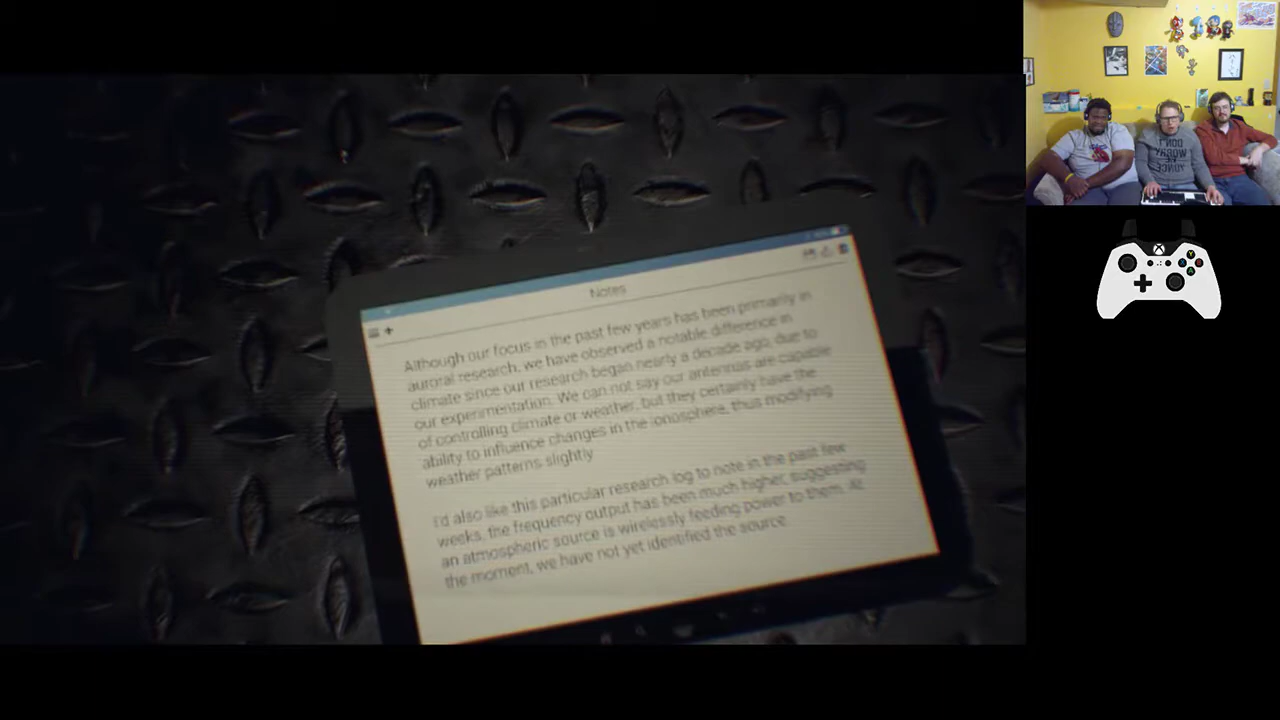 Notes
Although our focus in the past few years has been primarily in
auroral research, we have observed a notable difference in
climate since our research began nearly a decade ago, due to
our experimentation. We can not say our antennas are capable
of controlling climate or weather, but they certainly have the
ability to influence changes in the ionosphere, thus modifying
weather patterns slightly
I'd also like this particular research log to note in the past few
weeks, the frequency output has been much higher, suggesting
an atmospheric source is wirelessly feeding power to them. At
the moment, we have not yet identified the source
DON'T
WORRY
BE
YONCE